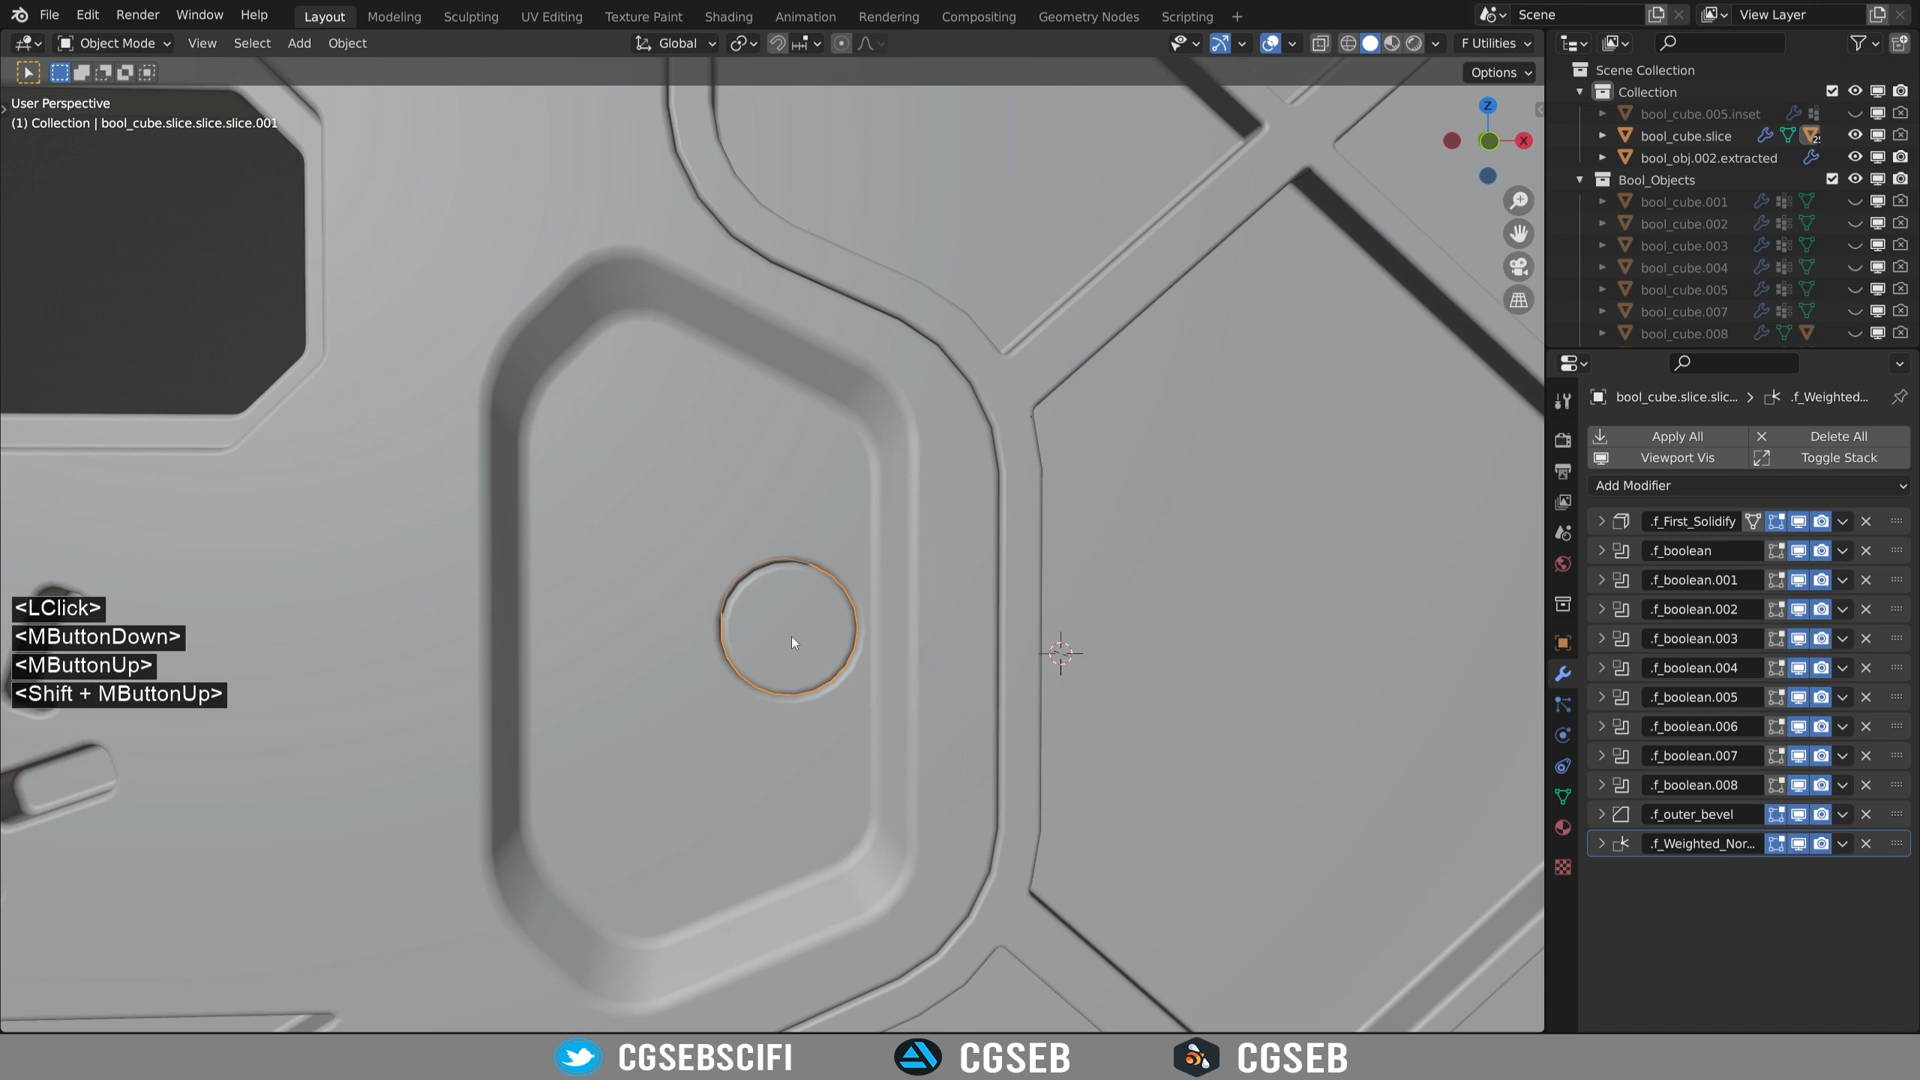 File Edit Render Window Help Layout Modeling Sculpting UV Editing Texture Paint Shading Animation Rendering Compositing Geometry Nodes Scripting + Scene View Layer
Object Mode View Select Add Object Global F Utilities
Options
User Perspective
(1) Collection | bool_cube.slice.slice.slice.001
Z
X
<LClick>
<MButtonDown>
<MButtonUp>
<Shift + MButtonUp>
Scene Collection
Collection
bool_cube.005.inset
bool_cube.slice
bool_obj.002.extracted
Bool_Objects
bool_cube.001
bool_cube.002
bool_cube.003
bool_cube.004
bool_cube.005
bool_cube.007
bool_cube.008
bool_cube.slice.slic... > .f_Weighted...
Apply All Delete All
Viewport Vis Toggle Stack
Add Modifier
.f_First_Solidify
.f_boolean
.f_boolean.001
.f_boolean.002
.f_boolean.003
.f_boolean.004
.f_boolean.005
.f_boolean.006
.f_boolean.007
.f_boolean.008
.f_outer_bevel
.f_Weighted_Nor...
CGSEBSCIFI CGSEB CGSEB